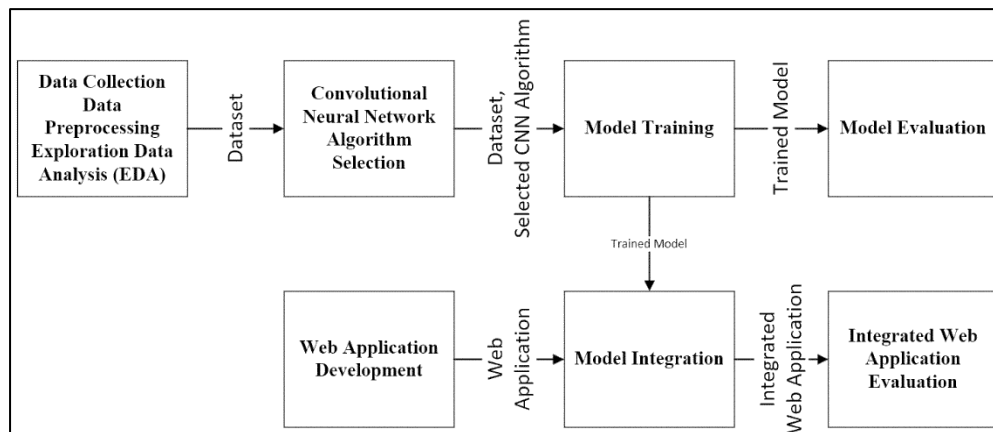 Data Collection
Data
Preprocessing
Exploration Data
Analysis (EDA)
Dataset
Convolutional
Neural Network
Algorithm
Selection
Dataset,
Selected CNN Algorithm
Model Training
Trained Model
Model Evaluation
Trained Model
Web Application
Development
Web
Application
Model Integration
Integrated
Web Application
Integrated Web
Application
Evaluation